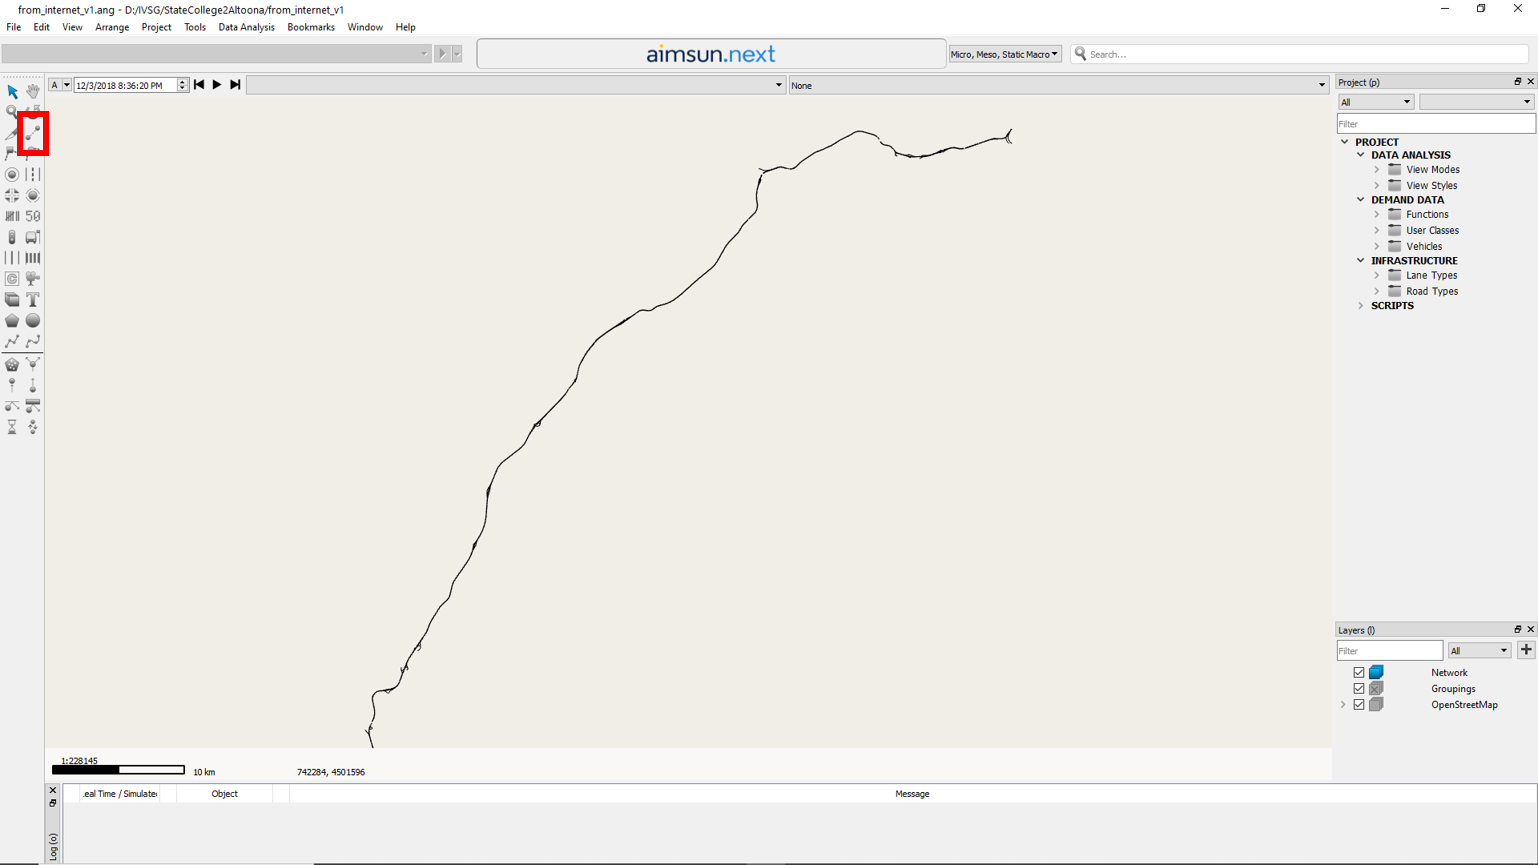 from_internet_v1.ang - D:/IVSG/StateCollege2Altoona/from_internet_v1
File Edit View Arrange Project Tools Data Analysis Bookmarks Window Help
aimsun.next
Micro, Meso, Static Macro
Search...
A
12/3/2018 8:36:20 PM
None
50
1:228145
10 km
742284, 4501596
Project (p)
All
Filter
PROJECT
DATA ANALYSIS
View Modes
View Styles
DEMAND DATA
Functions
User Classes
Vehicles
INFRASTRUCTURE
Lane Types
Road Types
SCRIPTS
Layers (l)
Filter
All
Network
Groupings
OpenStreetMap
Log (o)
.eal Time / Simulate
Object
Message